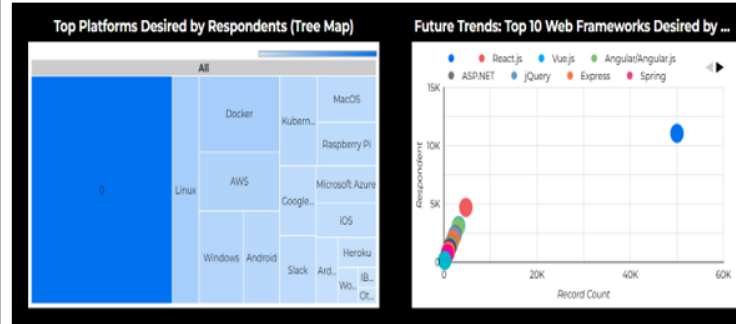 Top Platforms Desired by Respondents (Tree Map)
All
0
Linux
Docker
AWS
Windows
Android
Kubern...
Google...
Slack
MacOS
Raspberry Pi
Microsoft Azure
iOS
Ard...
Heroku
Wo...
IB...
Ot...
Future Trends: Top 10 Web Frameworks Desired by ...
React.js Vue.js Angular/Angular.js
ASP.NET jQuery Express Spring
15K
10K
5K
0
Respondent
0 20K 40K 60K
Record Count